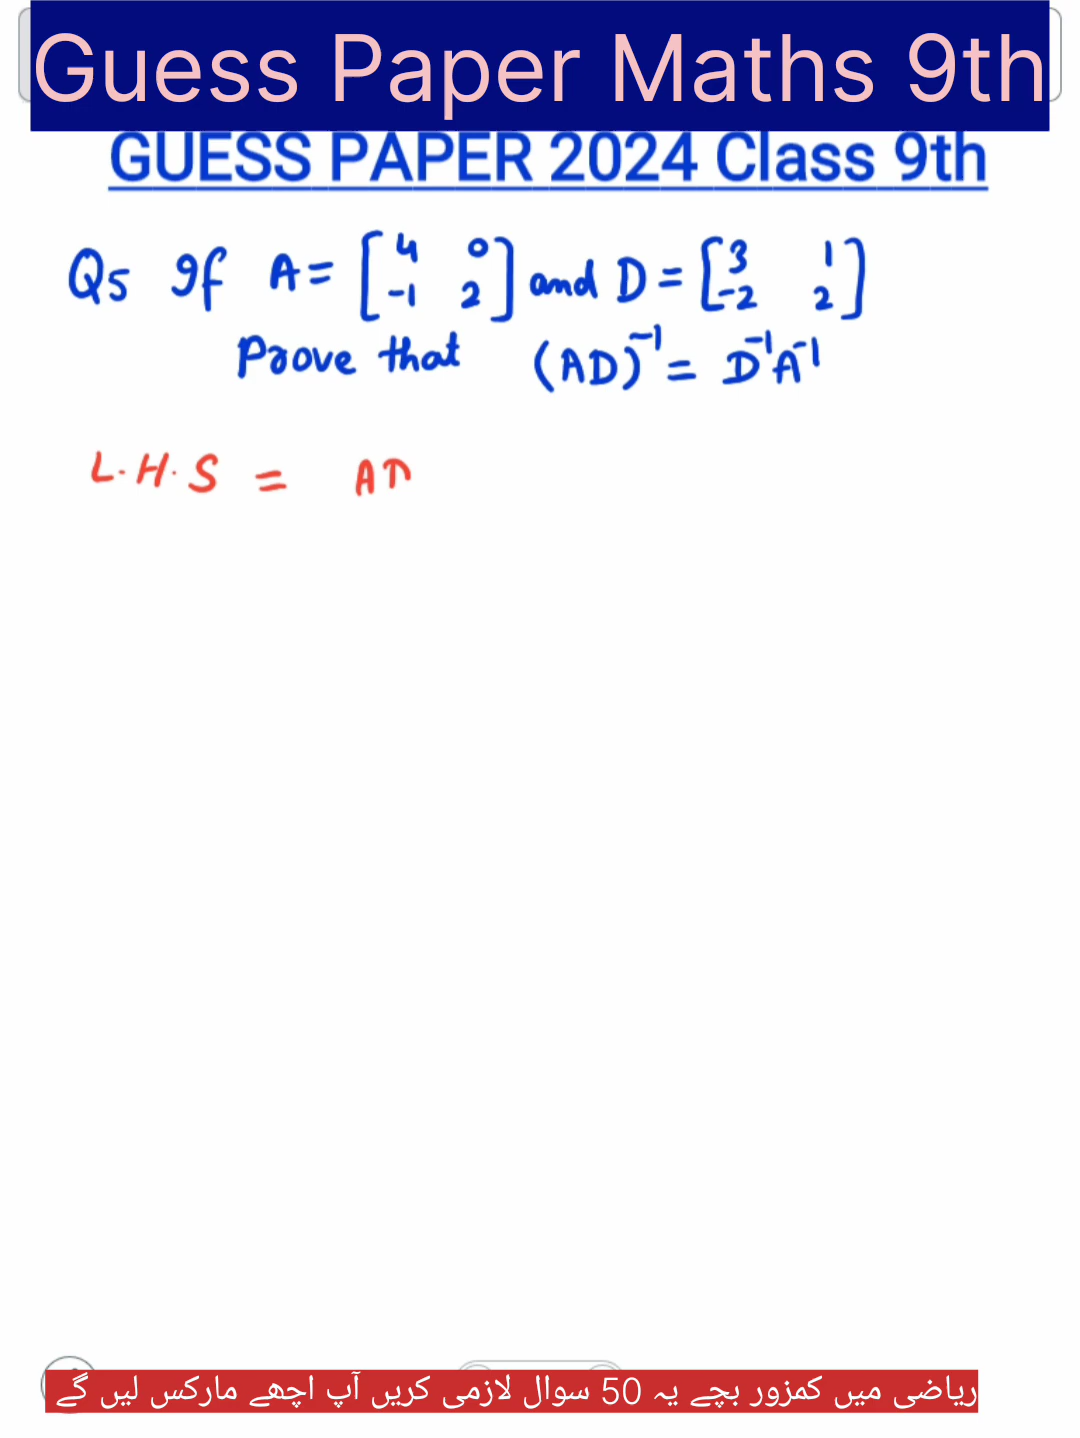 Guess Paper Maths 9th
GUESS PAPER 2024 Class 9th
Q5 If A = [4 0 -1 2] and D = [3 1 -2 2]
Prove that (AD)⁻¹ = D⁻¹A⁻¹
L.H.S = A
ریاضی میں کمزور بچے یہ 50 سوال لازمی کریں آپ اچھے مارکس لیں گے